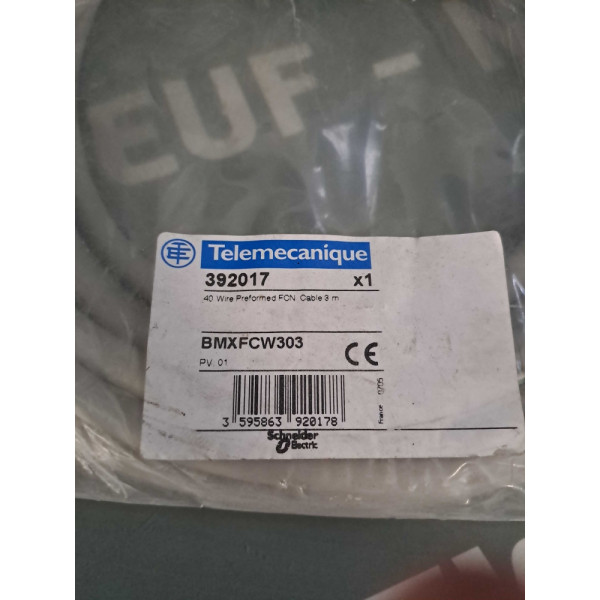 EUF -
Telemecanique
392017 x1
40 Wire Preformed FCN Cable 3 m
BMXFCW303
PV. 01 CE
3 595863 920178
Schneider
Electric
France